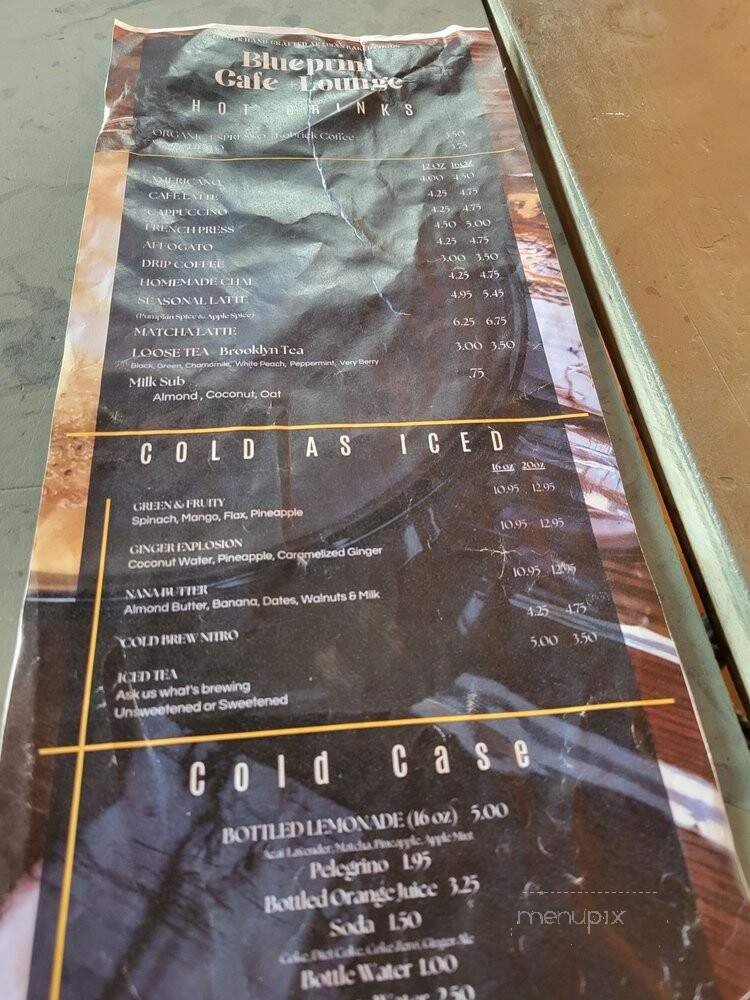 Blueprint
Cafe + Lounge
HOT DRINKS
ORGANIC ESPRESSO Kobrick Coffee 3.50
3.75
12 OZ 16 OZ
AMERICANO 4.00 4.50
CAFE LATTE 4.25 4.75
CAPPUCCINO 4.25 4.75
FRENCH PRESS 4.50 5.00
AFFOGATO 4.25 4.75
DRIP COFFEE 3.00 3.50
HOMEMADE CHAI 4.25 4.75
SEASONAL LATTE 4.95 5.45
(Pumpkin Spice & Apple Spice)
MATCHA LATTE 6.25 6.75
LOOSE TEA Brooklyn Tea 3.00 3.50
Black, Green, Chamomile, White Peach, Peppermint, Very Berry
Milk Sub .75
Almond, Coconut, Oat
COLD AS ICED
16 oz 20oz
GREEN & FRUITY 10.95 12.95
Spinach, Mango, Flax, Pineapple
GINGER EXPLOSION 10.95 12.95
Coconut Water, Pineapple, Caramelized Ginger
NANA BUTTER 10.95 12.95
Almond Butter, Banana, Dates, Walnuts & Milk
COLD BREW NITRO 4.25 4.75
ICED TEA 5.00 3.50
Ask us what's brewing
Unsweetened or Sweetened
Cold Case
BOTTLED LEMONADE (16 oz) 5.00
Acai Lavender, Matcha, Pineapple, Apple Mint
Pelegrino 1.95
Bottled Orange Juice 3.25
Soda 1.50
Coke, Diet Coke, Coke Zero, Ginger Ale
Bottle Water 1.00
Water 2.50
menupix